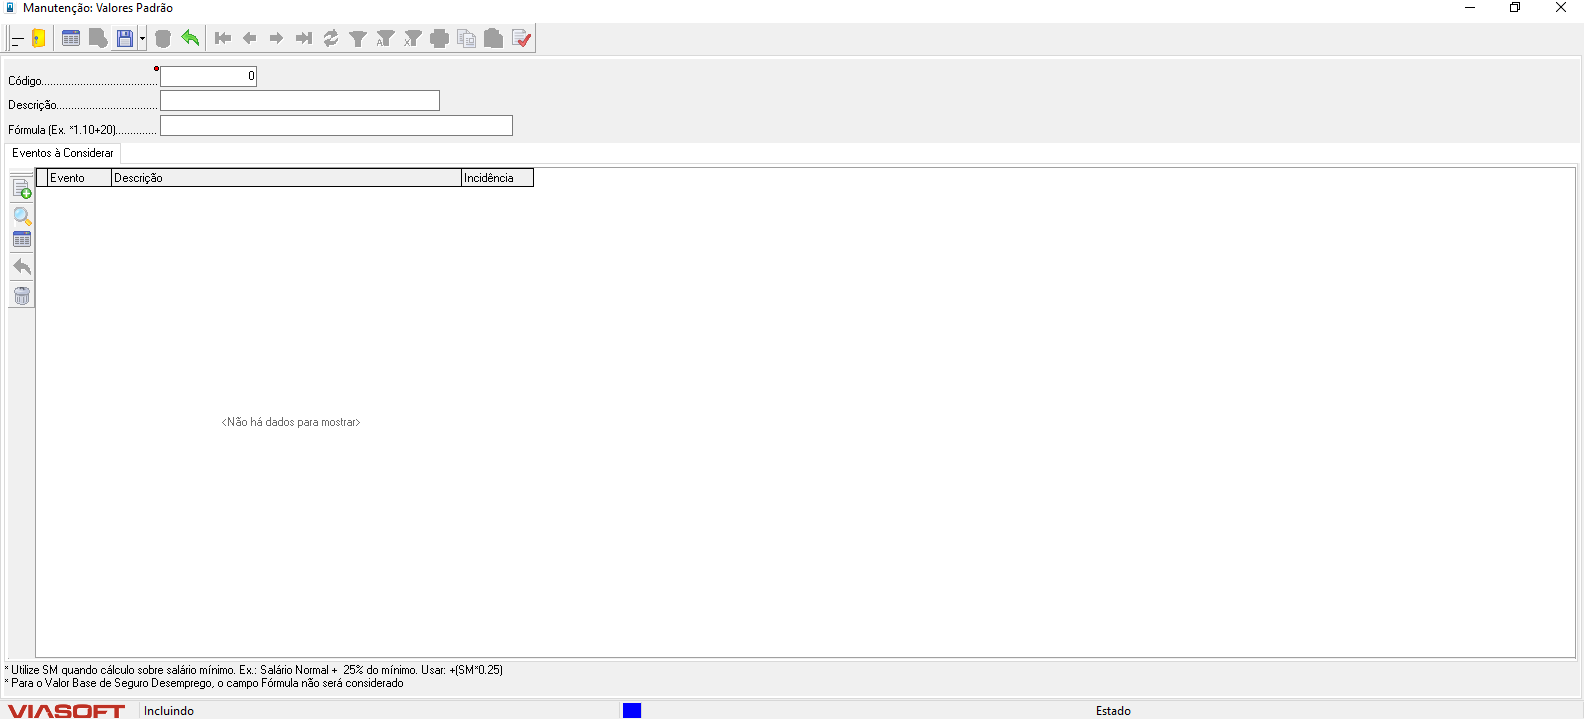 Manutenção: Valores Padrão
Código.......................................
0
Descrição..................................
Fórmula (Ex. *1.10+20)..............
Eventos à Considerar
Evento Descrição Incidência
<Não há dados para mostrar>
* Utilize SM quando cálculo sobre salário mínimo. Ex.: Salário Normal + 25% do mínimo. Usar: +(SM*0.25)
* Para o Valor Base de Seguro Desemprego, o campo Fórmula não será considerado
VIASOFT Incluindo Estado